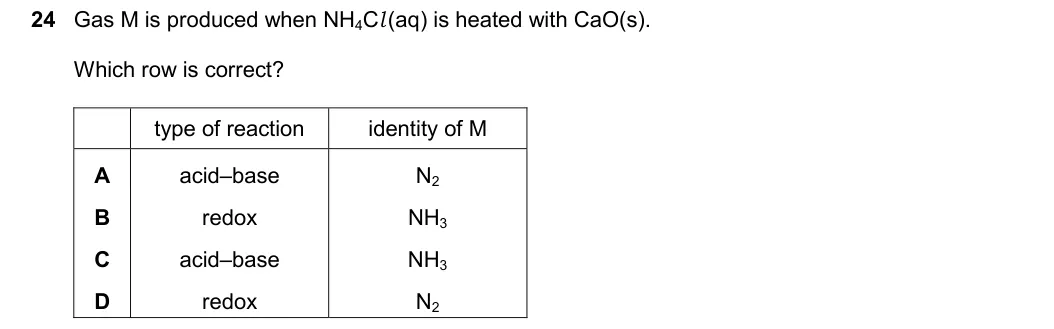 24 Gas M is produced when NH₄Cl(aq) is heated with CaO(s).
Which row is correct?
type of reaction identity of M
A acid–base N₂
B redox NH₃
C acid–base NH₃
D redox N₂